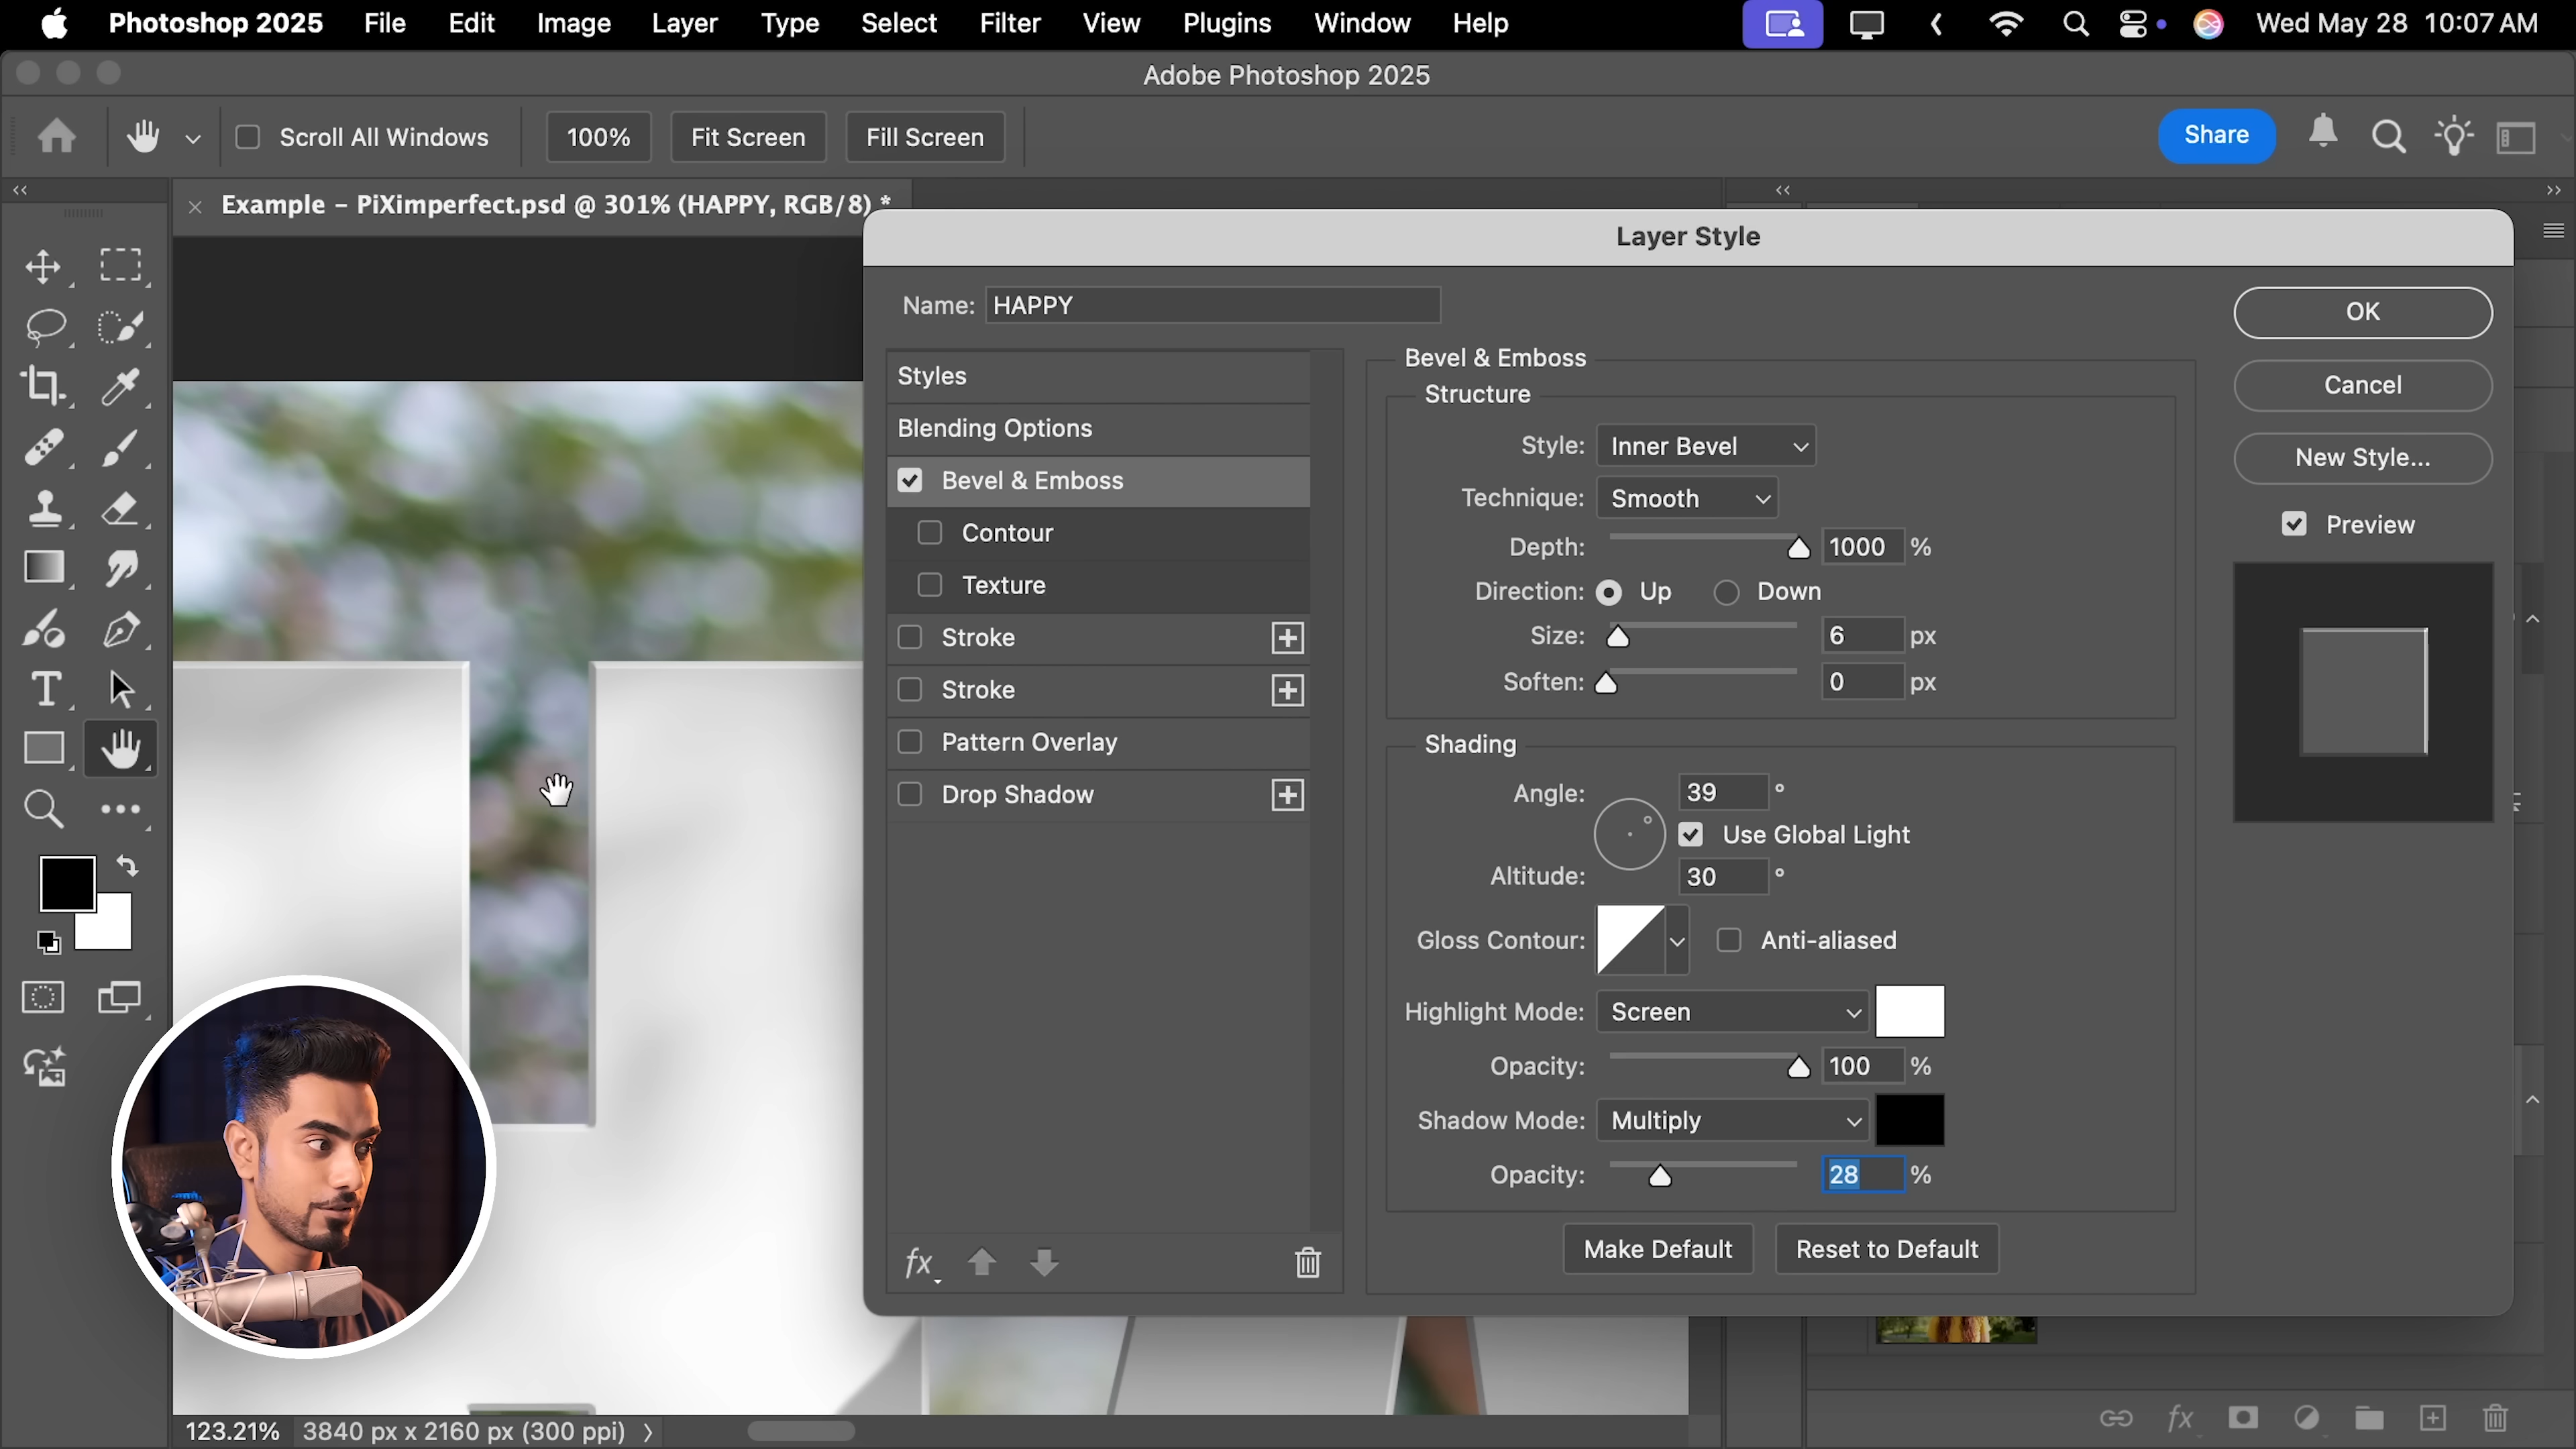 Photoshop 2025 File Edit Image Layer Type Select Filter View Plugins Window Help Wed May 28 10:07 AM
Adobe Photoshop 2025
Scroll All Windows 100% Fit Screen Fill Screen Share
Example - PiXimperfect.psd @ 301% (HAPPY, RGB/8) *
Layer Style
Name: HAPPY
OK
Cancel
New Style...
Preview
Styles
Blending Options
Bevel & Emboss
Contour
Texture
Stroke
Stroke
Pattern Overlay
Drop Shadow
fx
Bevel & Emboss
Structure
Style: Inner Bevel
Technique: Smooth
Depth: 1000 %
Direction: Up Down
Size: 6 px
Soften: 0 px
Shading
Angle: 39 °
Use Global Light
Altitude: 30 °
Gloss Contour: Anti-aliased
Highlight Mode: Screen
Opacity: 100 %
Shadow Mode: Multiply
Opacity: 28 %
Make Default Reset to Default
123.21% 3840 px x 2160 px (300 ppi)
fx